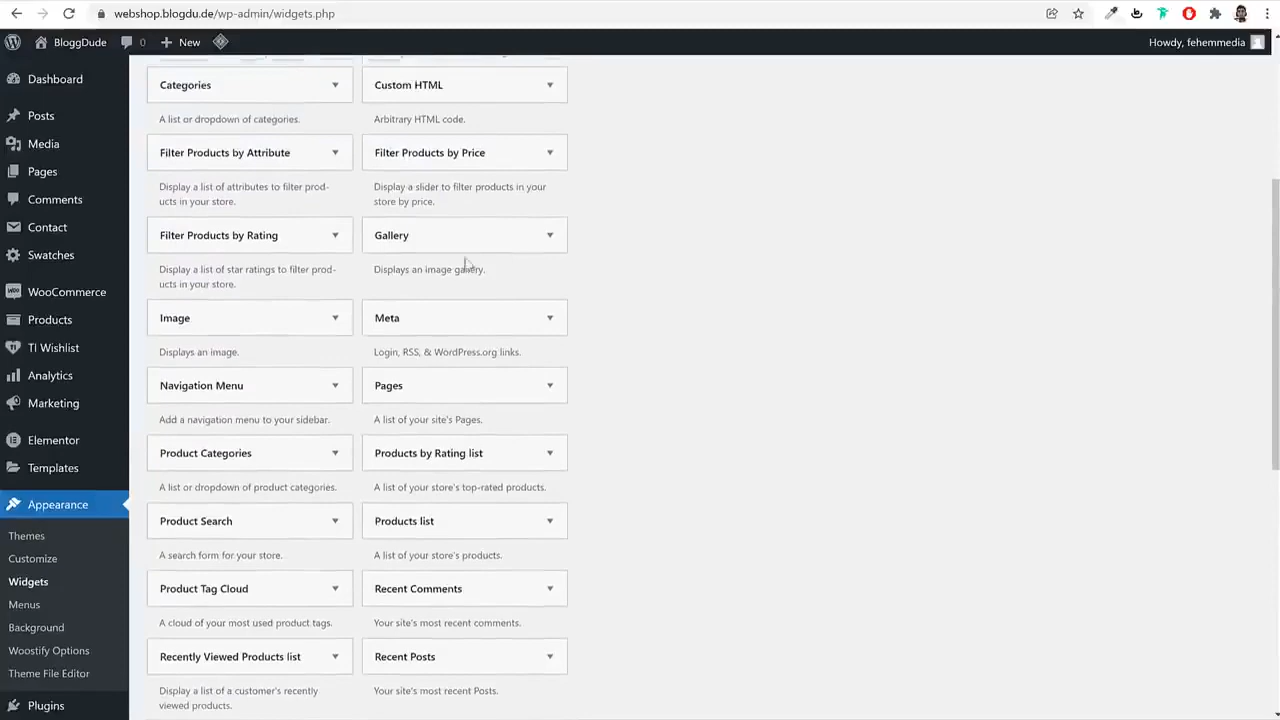 webshop.blogdu.de/wp-admin/widgets.php
BloggDude
0
New
Howdy, fehemmedia
Dashboard
Posts
Media
Pages
Comments
Contact
Swatches
WooCommerce
Products
TI Wishlist
Analytics
Marketing
Elementor
Templates
Appearance
Themes
Customize
Widgets
Menus
Background
Woostify Options
Theme File Editor
Plugins
Categories
A list or dropdown of categories.
Custom HTML
Arbitrary HTML code.
Filter Products by Attribute
Display a list of attributes to filter prod-
ucts in your store.
Filter Products by Price
Display a slider to filter products in your
store by price.
Filter Products by Rating
Display a list of star ratings to filter prod-
ucts in your store.
Gallery
Displays an image gallery.
Image
Displays an image.
Meta
Login, RSS, & WordPress.org links.
Navigation Menu
Add a navigation menu to your sidebar.
Pages
A list of your site's Pages.
Product Categories
A list or dropdown of product categories.
Products by Rating list
A list of your store's top-rated products.
Product Search
A search form for your store.
Products list
A list of your store's products.
Product Tag Cloud
A cloud of your most used product tags.
Recent Comments
Your site's most recent comments.
Recently Viewed Products list
Display a list of a customer's recently
viewed products.
Recent Posts
Your site's most recent Posts.